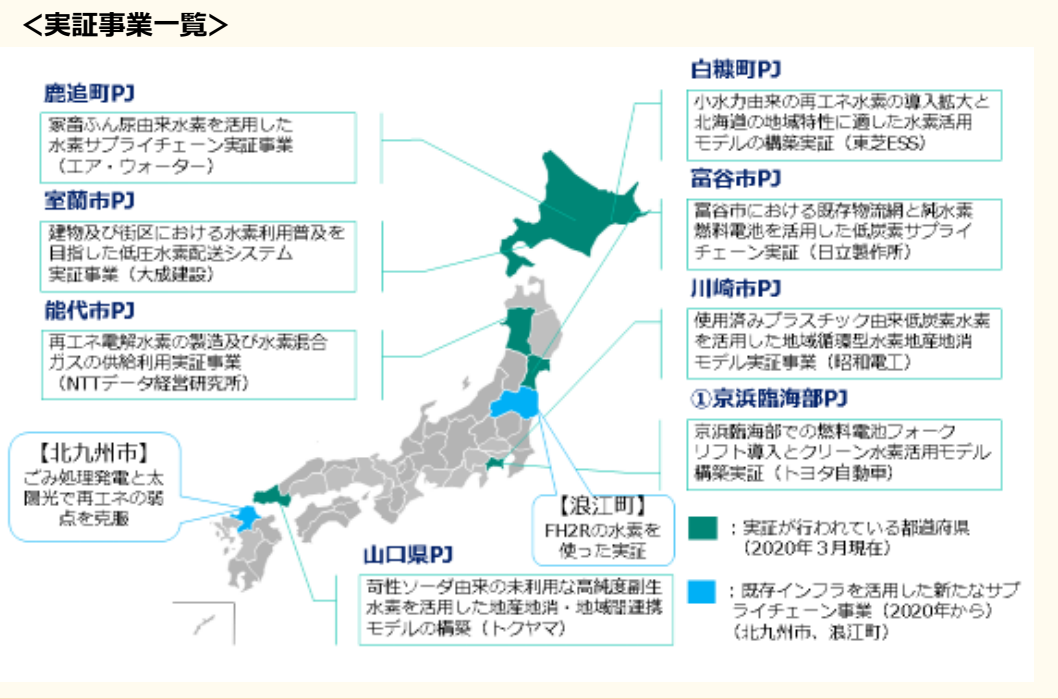 ＜実証事業一覧＞
鹿追町PJ
家畜ふん尿由来水素を活用した
水素サプライチェーン実証事業
（エア・ウォーター）
室蘭市PJ
建物及び街区における水素利用普及を
目指した低圧水素配送システム
実証事業（大成建設）
能代市PJ
再エネ電解水素の製造及び水素混合
ガスの供給利用実証事業
（NTTデータ経営研究所）
【北九州市】
ごみ処理発電と太
陽光で再エネの弱
点を克服
白糠町PJ
小水力由来の再エネ水素の導入拡大と
北海道の地域特性に適した水素活用
モデルの構築実証（東芝ESS）
富谷市PJ
富谷市における既存物流網と純水素
燃料電池を活用した低炭素サプライ
チェーン実証（日立製作所）
川崎市PJ
使用済みプラスチック由来低炭素水素
を活用した地域循環型水素地産地消
モデル実証事業（昭和電工）
①京浜臨海部PJ
京浜臨海部での燃料電池フォーク
リフト導入とクリーン水素活用モデル
構築実証（トヨタ自動車）
【浪江町】
FH2Rの水素を
使った実証
山口県PJ
苛性ソーダ由来の未利用な高純度副生
水素を活用した地産地消・地域間連携
モデルの構築（トクヤマ）
：実証が行われている都道府県
（2020年３月現在）
：既存インフラを活用した新たなサプ
ライチェーン事業（2020年から）
（北九州市、浪江町）